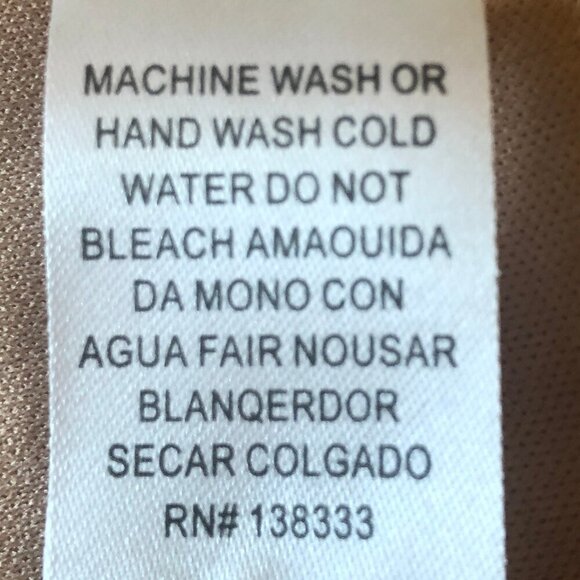 MACHINE WASH OR
HAND WASH COLD
WATER DO NOT
BLEACH AMAOUIDA
DA MONO CON
AGUA FAIR NOUSAR
BLANQERDOR
SECAR COLGADO
RN# 138333